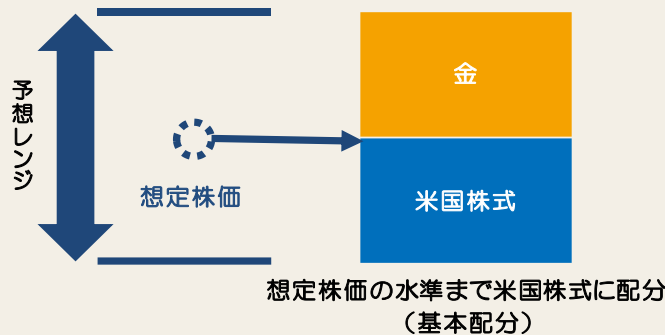 予想レンジ
想定株価
金
米国株式
想定株価の水準まで米国株式に配分
（基本配分）